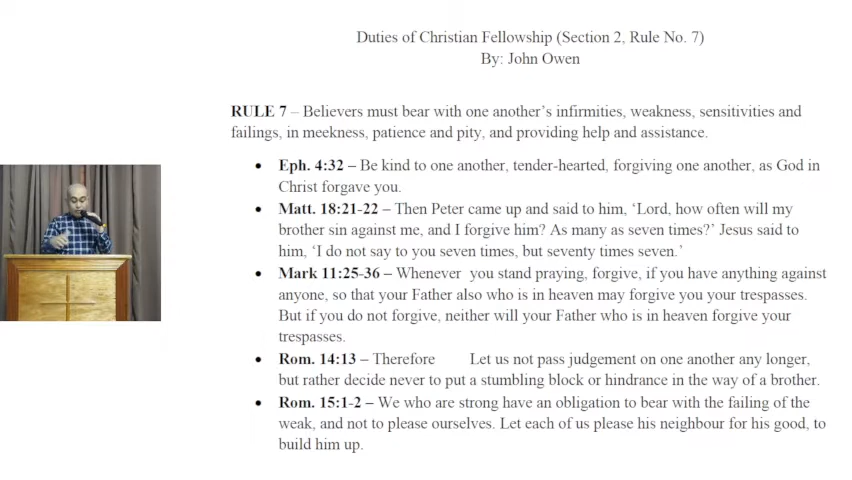 Duties of Christian Fellowship (Section 2, Rule No. 7)
By: John Owen
RULE 7 – Believers must bear with one another's infirmities, weakness, sensitivities and
failings, in meekness, patience and pity, and providing help and assistance.
• Eph. 4:32 – Be kind to one another, tender-hearted, forgiving one another, as God in
Christ forgave you.
• Matt. 18:21-22 – Then Peter came up and said to him, 'Lord, how often will my
brother sin against me, and I forgive him? As many as seven times?' Jesus said to
him, 'I do not say to you seven times, but seventy times seven.'
• Mark 11:25-36 – Whenever you stand praying, forgive, if you have anything against
anyone, so that your Father also who is in heaven may forgive you your trespasses.
But if you do not forgive, neither will your Father who is in heaven forgive your
trespasses.
• Rom. 14:13 – Therefore Let us not pass judgement on one another any longer,
but rather decide never to put a stumbling block or hindrance in the way of a brother.
• Rom. 15:1-2 – We who are strong have an obligation to bear with the failing of the
weak, and not to please ourselves. Let each of us please his neighbour for his good, to
build him up.